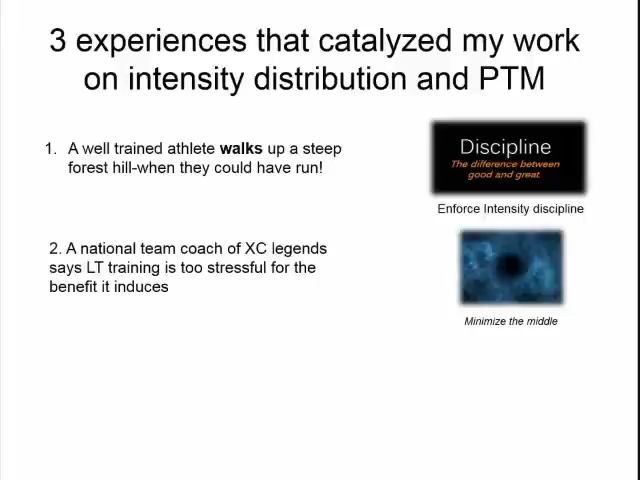 3 experiences that catalyzed my work
on intensity distribution and PTM
1. A well trained athlete walks up a steep
forest hill-when they could have run!
Discipline
The difference between
good and great.
Enforce Intensity discipline
2. A national team coach of XC legends
says LT training is too stressful for the
benefit it induces
Minimize the middle